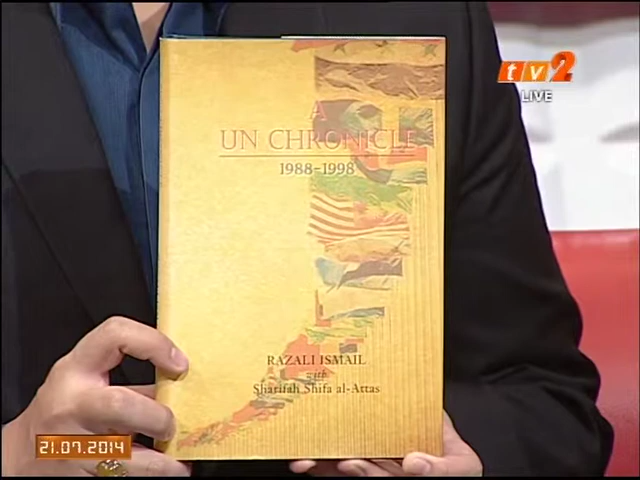 tv2
LIVE
A
UN CHRONICLE
1988-1998
RAZALI ISMAIL
with
Sharifah Shifa al-Attas
21.07.2014